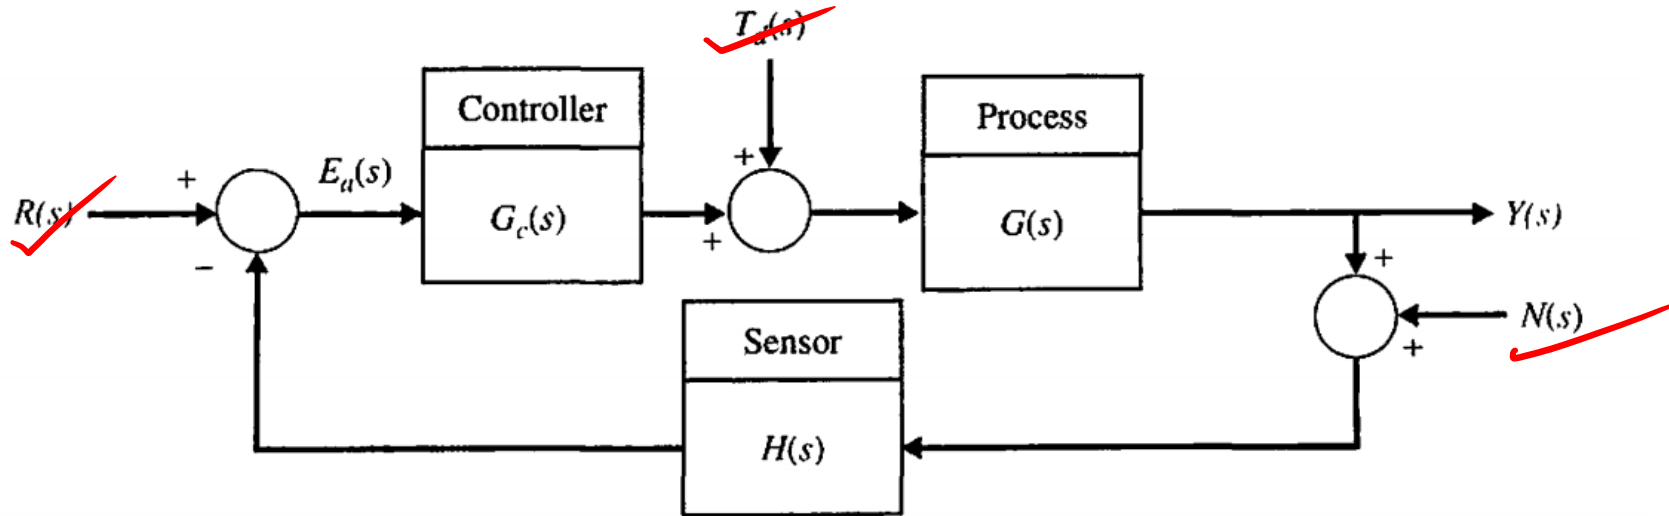 T_d(s)
Controller
Process
+
+
E_a(s)
R(s)
G_c(s)
G(s)
Y(s)
+
−
+
Sensor
N(s)
+
H(s)